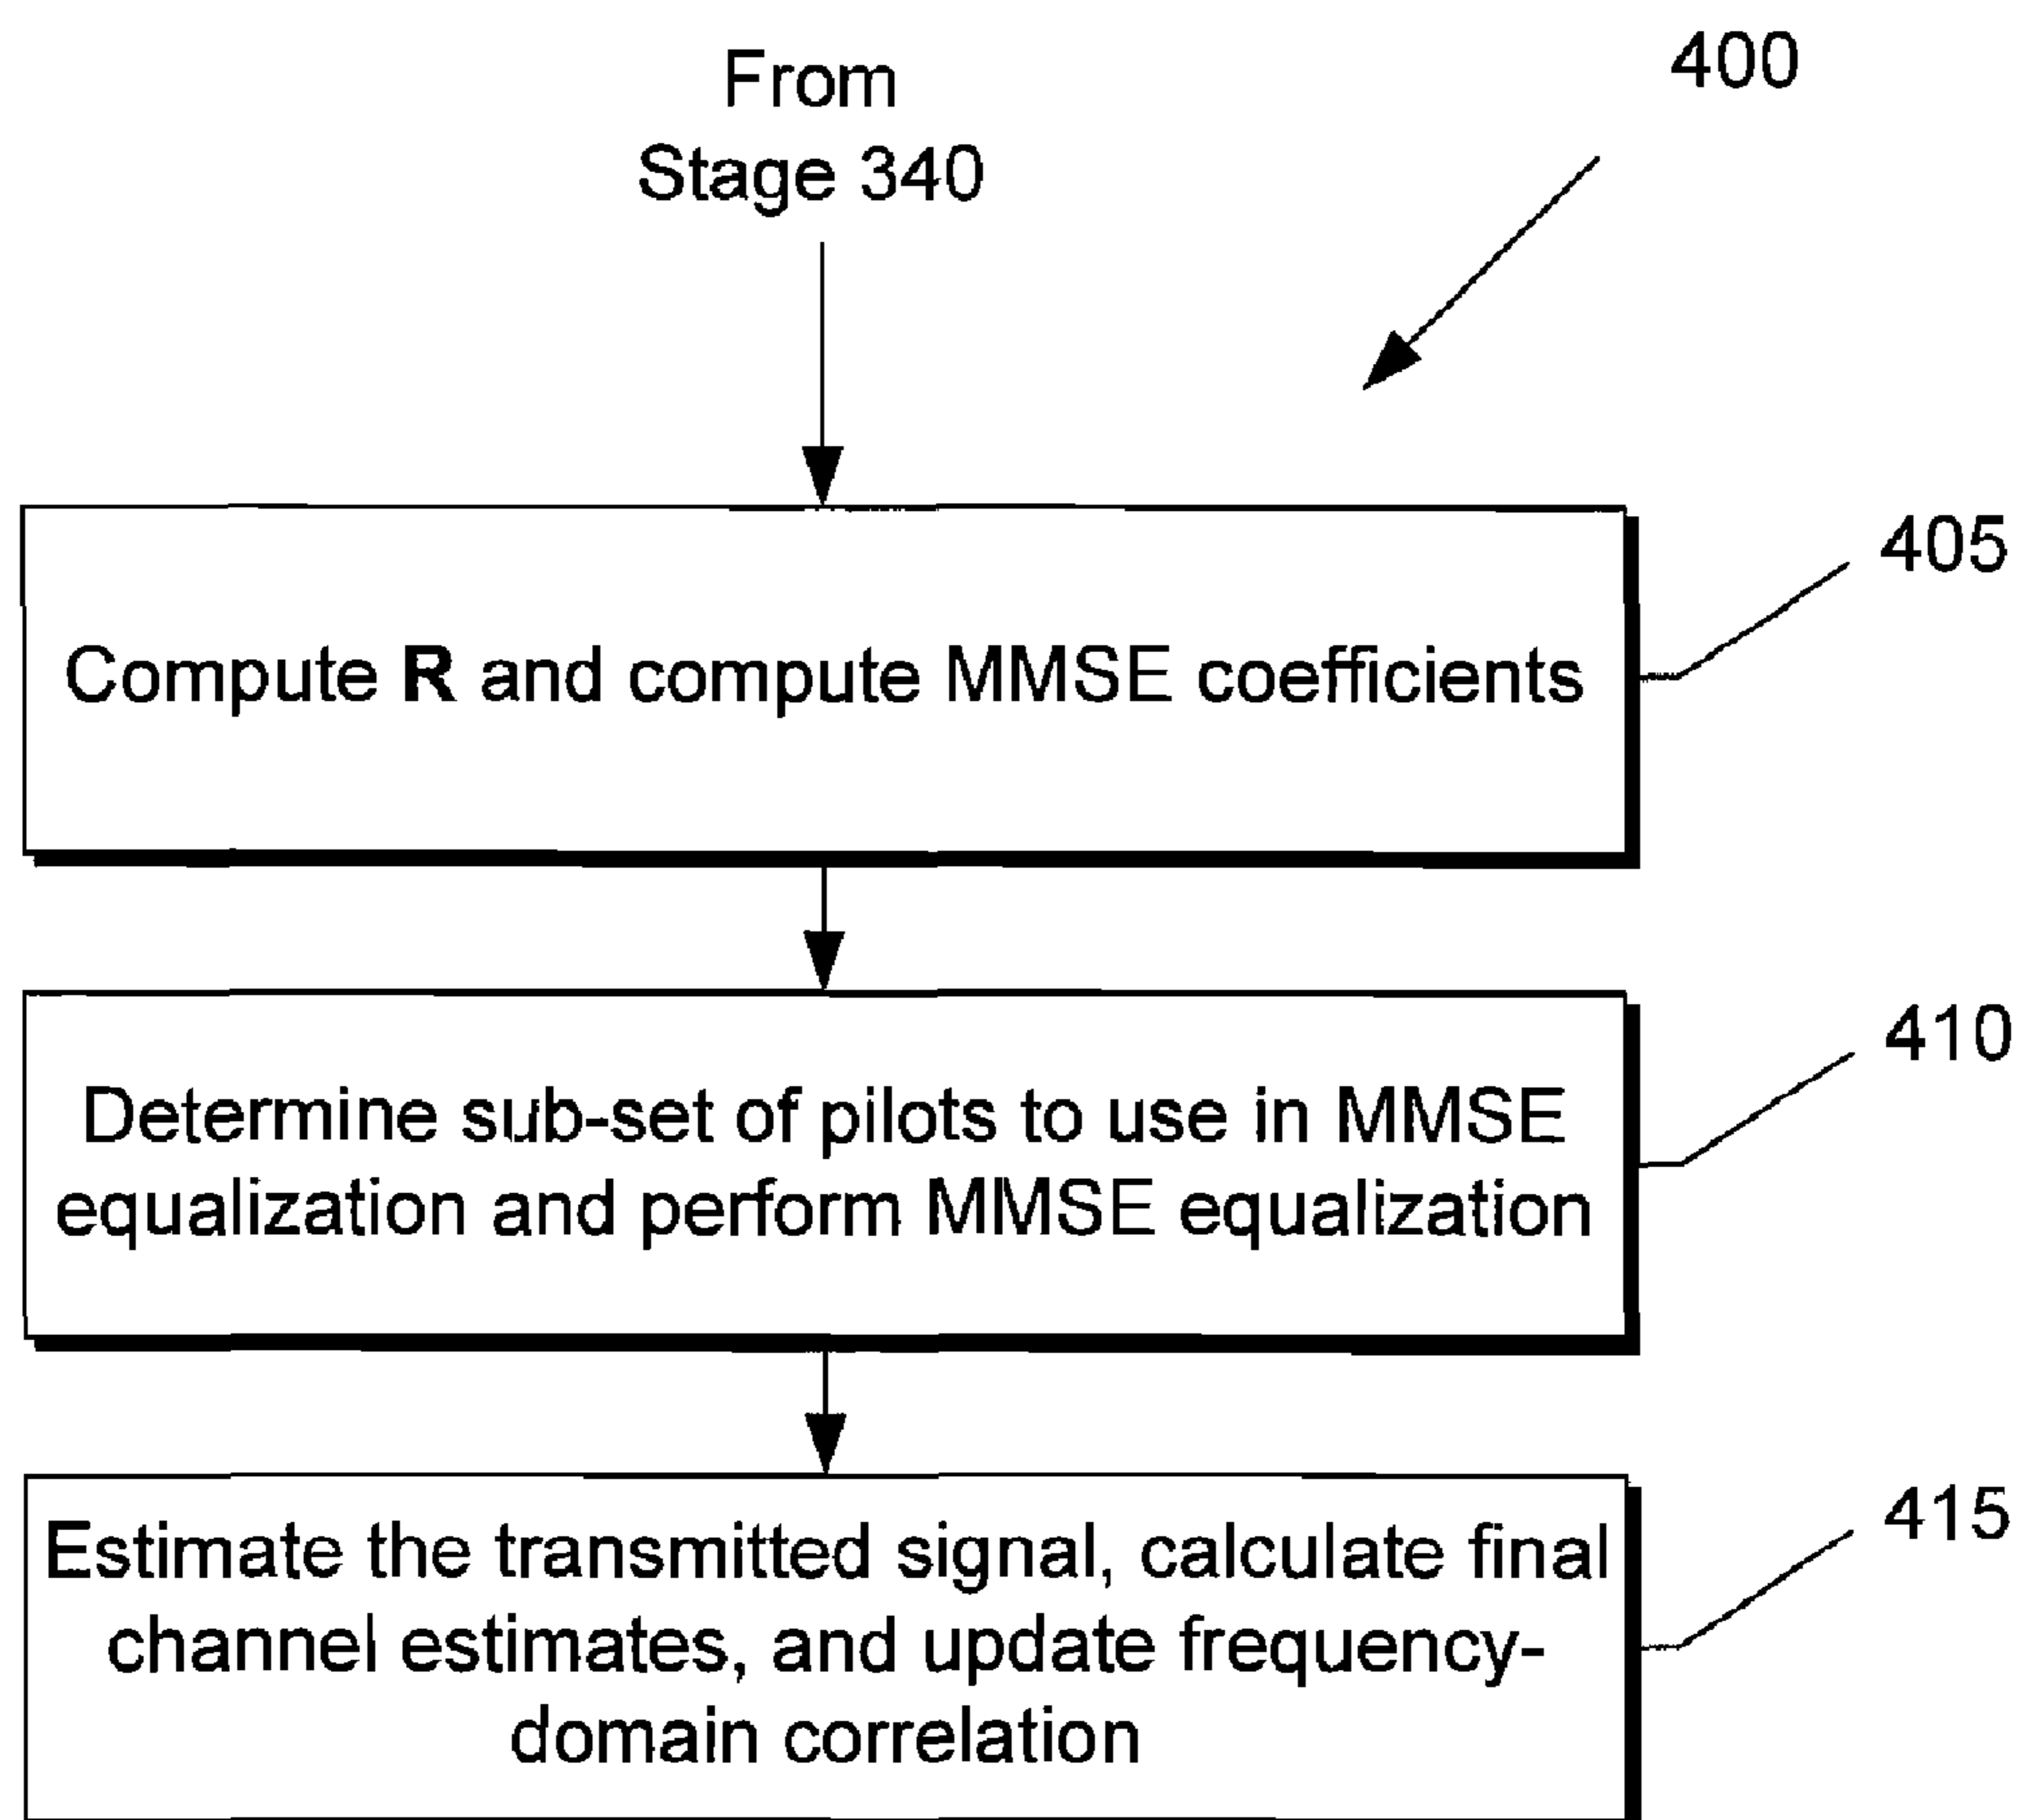 From
Stage 340
400
Compute R and compute MMSE coefficients
405
Determine sub-set of pilots to use in MMSE
equalization and perform MMSE equalization
410
Estimate the transmitted signal, calculate final
channel estimates, and update frequency-
domain correlation
415